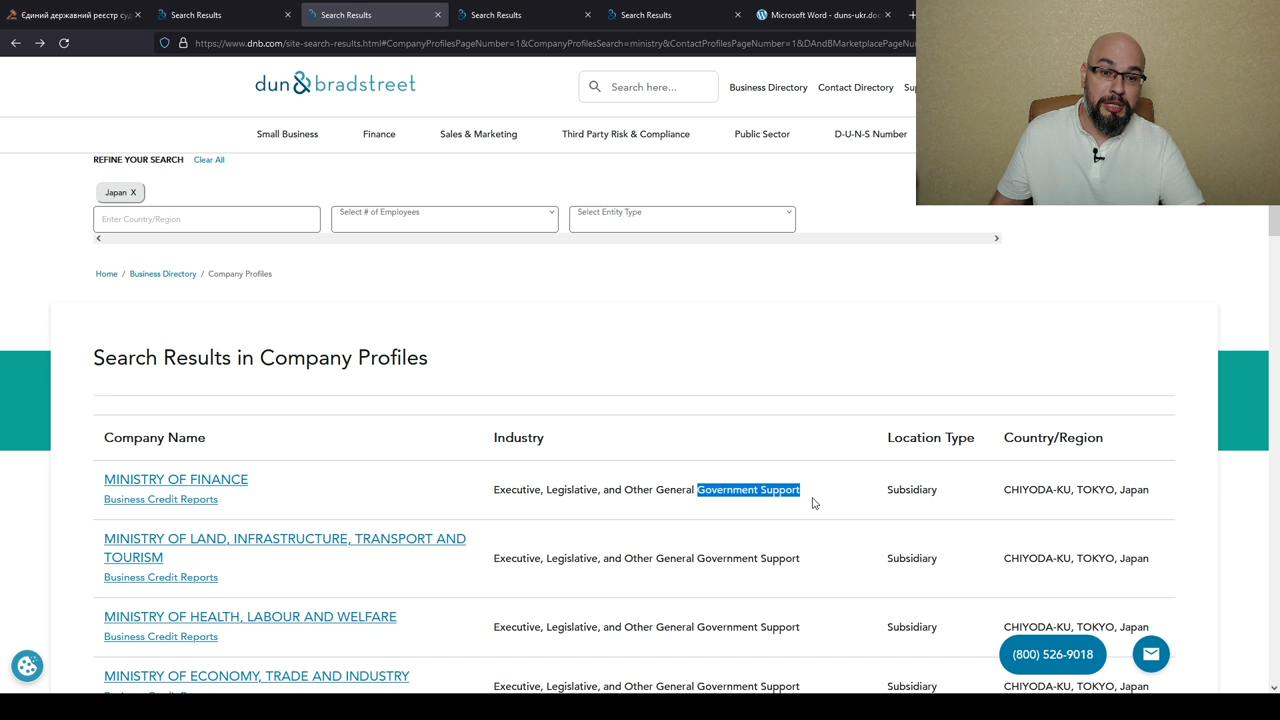 Єдиний державний реєстр суд
Search Results
Search Results
Search Results
Search Results
Microsoft Word - duns-ukr.doc
https://www.dnb.com/site-search-results.html#CompanyProfilesPageNumber=1&CompanyProfilesSearch=ministry&ContactProfilesPageNumber=1&DAndBMarketplacePageNum
dun & bradstreet
Search here...
Business Directory
Contact Directory
Sup
Small Business
Finance
Sales & Marketing
Third Party Risk & Compliance
Public Sector
D-U-N-S Number
REFINE YOUR SEARCH
Clear All
Japan X
Enter Country/Region
Select # of Employees
Select Entity Type
Home / Business Directory / Company Profiles
Search Results in Company Profiles
Company Name Industry Location Type Country/Region
MINISTRY OF FINANCE
Business Credit Reports
Executive, Legislative, and Other General Government Support
Subsidiary
CHIYODA-KU, TOKYO, Japan
MINISTRY OF LAND, INFRASTRUCTURE, TRANSPORT AND
TOURISM
Business Credit Reports
Executive, Legislative, and Other General Government Support
Subsidiary
CHIYODA-KU, TOKYO, Japan
MINISTRY OF HEALTH, LABOUR AND WELFARE
Business Credit Reports
Executive, Legislative, and Other General Government Support
Subsidiary
CHIYODA-KU, TOKYO, Japan
(800) 526-9018
MINISTRY OF ECONOMY, TRADE AND INDUSTRY
Executive, Legislative, and Other General Government Support
Subsidiary
CHIYODA-KU, TOKYO, Japan